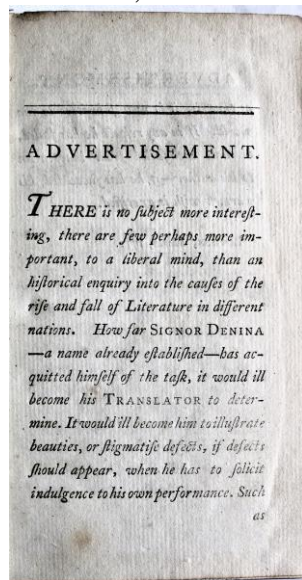 ADVERTISEMENT.
THERE is no ſubject more intereſt-
ing, there are few perhaps more im-
portant, to a liberal mind, than an
hiſtorical enquiry into the cauſes of the
riſe and fall of Literature in different
nations. How far SIGNOR DENINA
—a name already eſtabliſhed—has ac-
quitted himſelf of the taſk, it would ill
become his TRANSLATOR to deter-
mine. It would ill become him to illuſtrate
beauties, or ſtigmatiſe defects, if defects
ſhould appear, when he has to ſolicit
indulgence to his own performance. Such
as